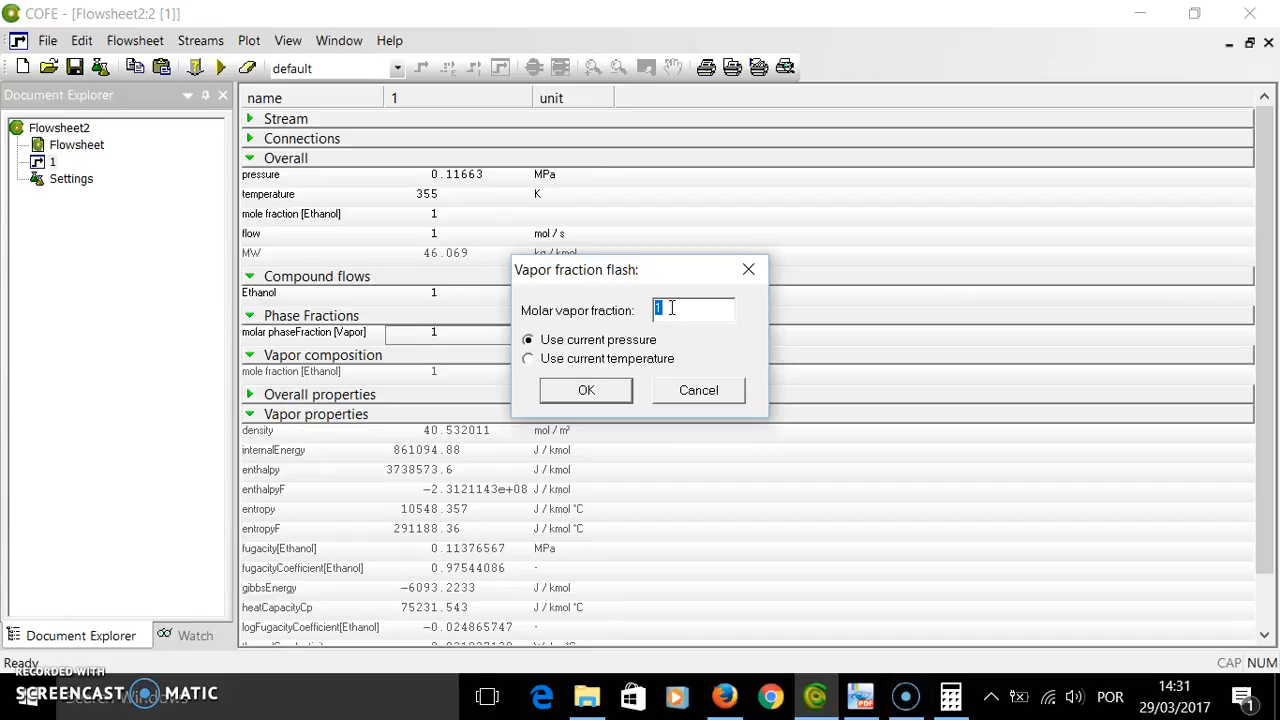 COFE - [Flowsheet2:2 [1]]
File Edit Flowsheet Streams Plot View Window Help
default
Document Explorer
Flowsheet2
Flowsheet
1
Settings
name 1 unit
Stream
Connections
Overall
pressure 0.11663 MPa
temperature 355 K
mole fraction [Ethanol] 1
flow 1 mol / s
MW 46.069 kg / kmol
Compound flows
Ethanol 1
Phase Fractions
molar phaseFraction [Vapor] 1
Vapor composition
mole fraction [Ethanol] 1
Overall properties
Vapor properties
density 40.532011 mol / m³
internalEnergy 861094.88 J / kmol
enthalpy 3738573.6 J / kmol
enthalpyF -2.3121143e+08 J / kmol
entropy 10548.357 J / kmol °C
entropyF 291188.36 J / kmol °C
fugacity[Ethanol] 0.11376567 MPa
fugacityCoefficient[Ethanol] 0.97544086 -
gibbsEnergy -6093.2233 J / kmol
heatCapacityCp 75231.543 J / kmol °C
logFugacityCoefficient[Ethanol] -0.024865747 -
Vapor fraction flash:
Molar vapor fraction: 1
Use current pressure
Use current temperature
OK Cancel
Document Explorer Watch
Ready CAP NUM
RECORDED WITH
SCREENCAST MATIC
Search Windows
POR
14:31
29/03/2017
1